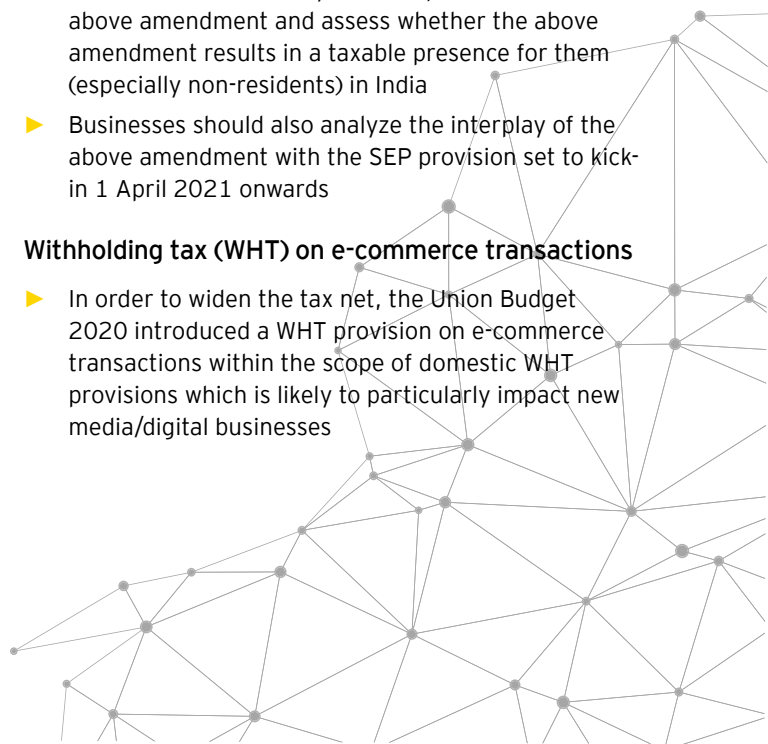 above amendment and assess whether the above
amendment results in a taxable presence for them
(especially non-residents) in India
► Businesses should also analyze the interplay of the
above amendment with the SEP provision set to kick-
in 1 April 2021 onwards
Withholding tax (WHT) on e-commerce transactions
► In order to widen the tax net, the Union Budget
2020 introduced a WHT provision on e-commerce
transactions within the scope of domestic WHT
provisions which is likely to particularly impact new
media/digital businesses